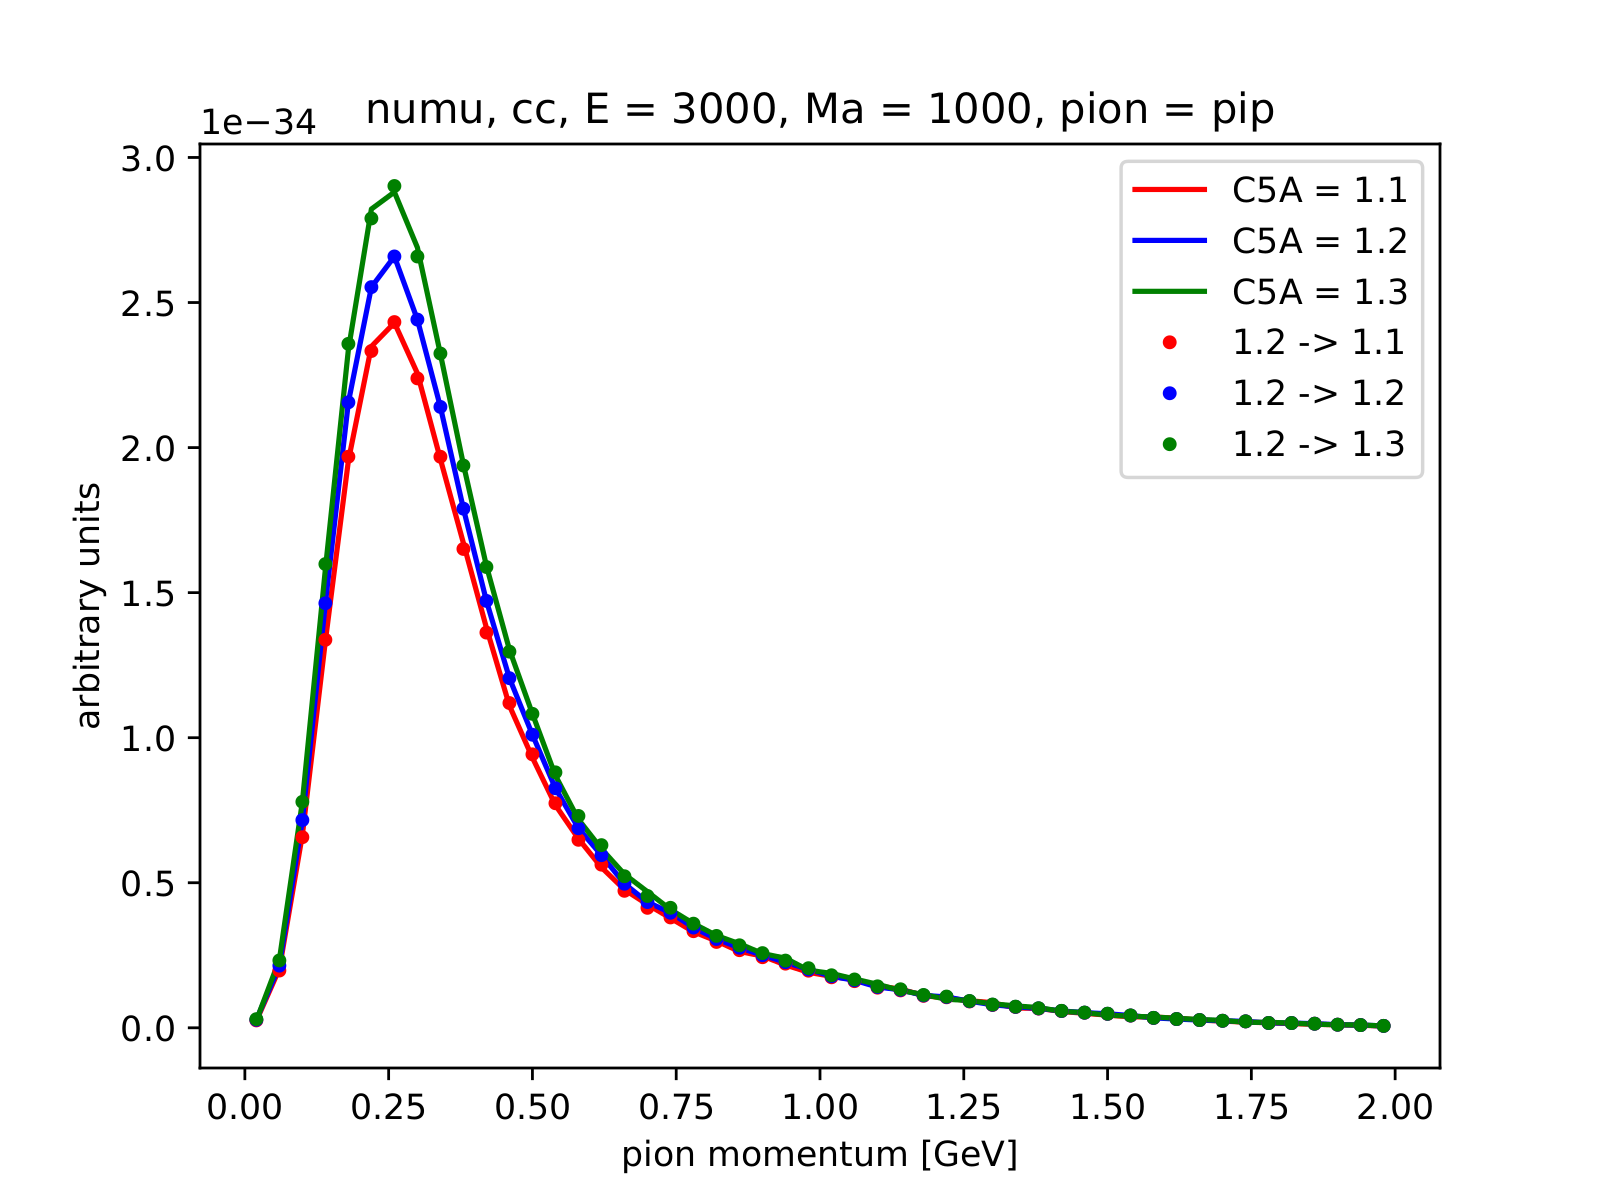 numu, cc, E = 3000, Ma = 1000, pion = pip
1e−34
3.0
2.5
2.0
1.5
1.0
0.5
0.0
arbitrary units
C5A = 1.1
C5A = 1.2
C5A = 1.3
1.2 -> 1.1
1.2 -> 1.2
1.2 -> 1.3
0.00 0.25 0.50 0.75 1.00 1.25 1.50 1.75 2.00
pion momentum [GeV]